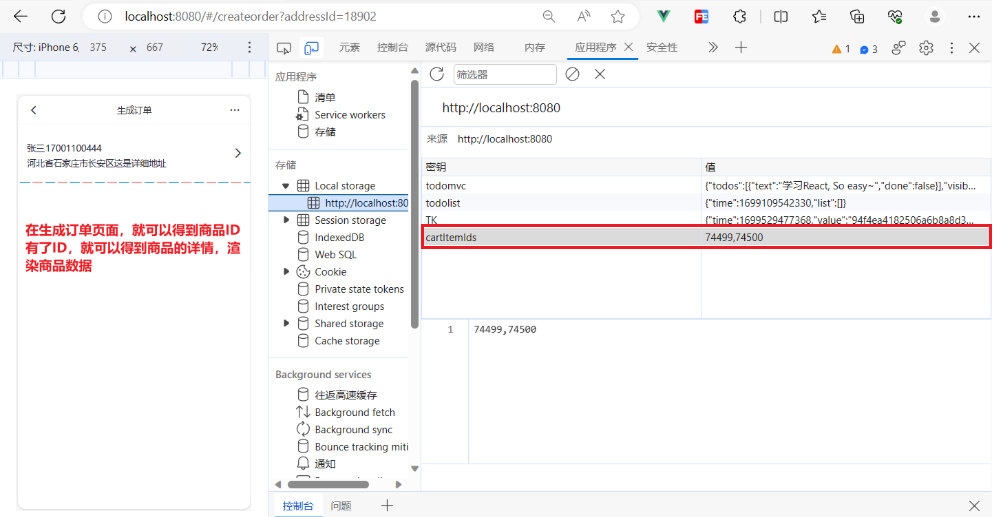 localhost:8080/#/createorder?addressId=18902
尺寸: iPhone 6,
375
×
667
72%
元素
控制台
源代码
网络
内存
应用程序
安全性
1
3
生成订单
张三17001100444
河北省石家庄市长安区这是详细地址
在生成订单页面，就可以得到商品ID
有了ID，就可以得到商品的详情，渲
染商品数据
应用程序
清单
Service workers
存储
存储
Local storage
http://localhost:80
Session storage
IndexedDB
Web SQL
Cookie
Private state tokens
Interest groups
Shared storage
Cache storage
Background services
往返高速缓存
Background fetch
Background sync
Bounce tracking miti
通知
筛选器
http://localhost:8080
来源 http://localhost:8080
密钥 值
todomvc {"todos":[{"text":"学习React, So easy~","done":false}],"visib...
todolist {"time":1699109542330,"list":[]}
TK {"time":1699529477368,"value":"94f4ea4182506a6b8a8d3...
cartItemIds 74499,74500
1 74499,74500
控制台
问题